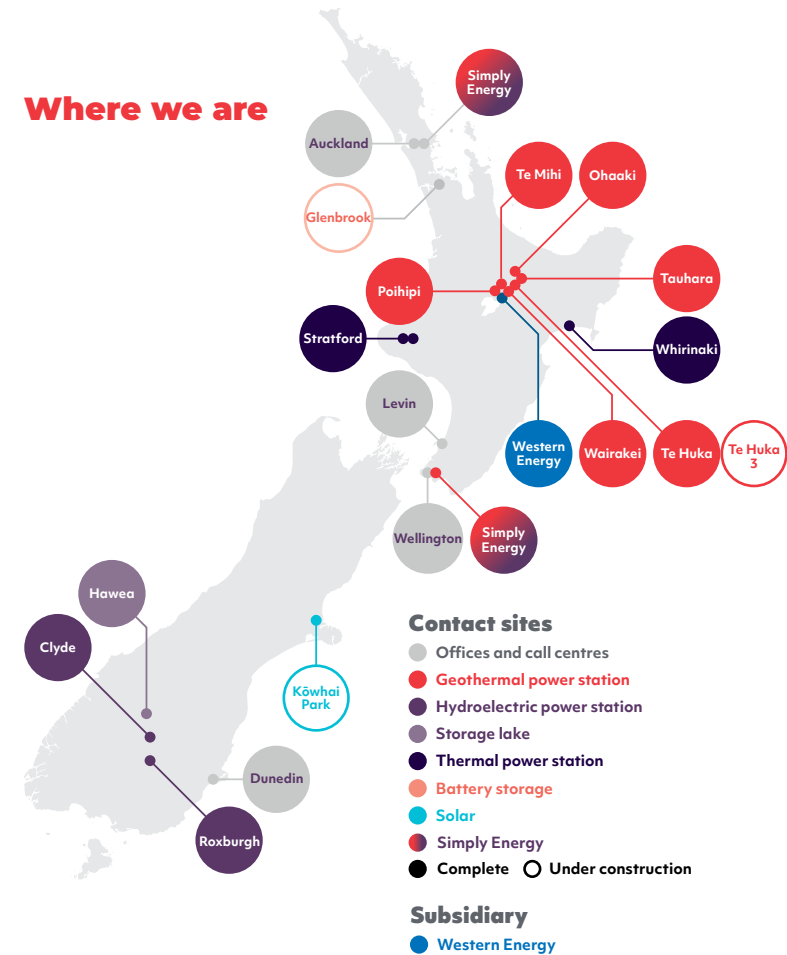 Where we are
Simply
Energy
Auckland
Te Mihi
Ohaaki
Glenbrook
Poihipi
Tauhara
Stratford
Whirinaki
Levin
Western
Energy
Wairakei
Te Huka
Te Huka
3
Wellington
Simply
Energy
Hawea
Clyde
Kōwhai
Park
Dunedin
Roxburgh
Contact sites
Offices and call centres
Geothermal power station
Hydroelectric power station
Storage lake
Thermal power station
Battery storage
Solar
Simply Energy
Complete
Under construction
Subsidiary
Western Energy